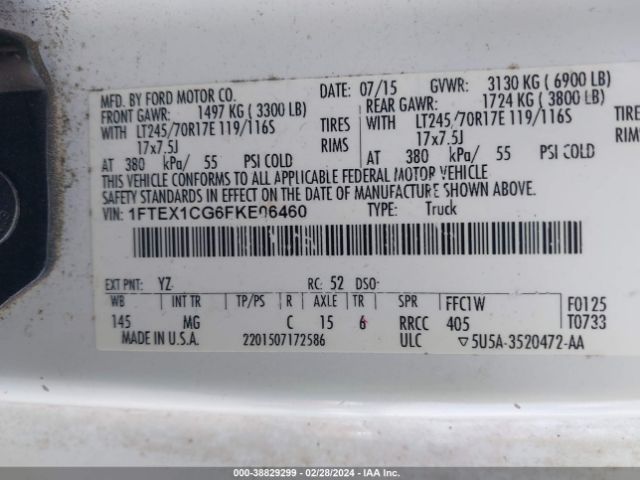 MFD. BY FORD MOTOR CO.
DATE: 07/15 GVWR: 3130 KG (6900 LB)
FRONT GAWR: 1497 KG (3300 LB) REAR GAWR: 1724 KG (3800 LB)
WITH LT245/70R17E 119/116S TIRES WITH LT245/70R17E 119/116S TIRES
17x7.5J RIMS 17x7.5J RIMS
AT 380 kPa/ 55 PSI COLD AT 380 kPa/ 55 PSI COLD
THIS VEHICLE CONFORMS TO ALL APPLICABLE FEDERAL MOTOR VEHICLE
SAFETY STANDARDS IN EFFECT ON THE DATE OF MANUFACTURE SHOWN ABOVE.
VIN: 1FTEX1CG6FKE06460 TYPE: Truck
EXT PNT: YZ RC: 52 DSO:
WB INT TR TP/PS R AXLE TR SPR FFC1W F0125
145 MG C 15 6 RRCC 405 T0733
MADE IN U.S.A. 2201507172586 ULC ▽5U5A-3520472-AA
000-38829299 - 02/28/2024 - IAAI.COM